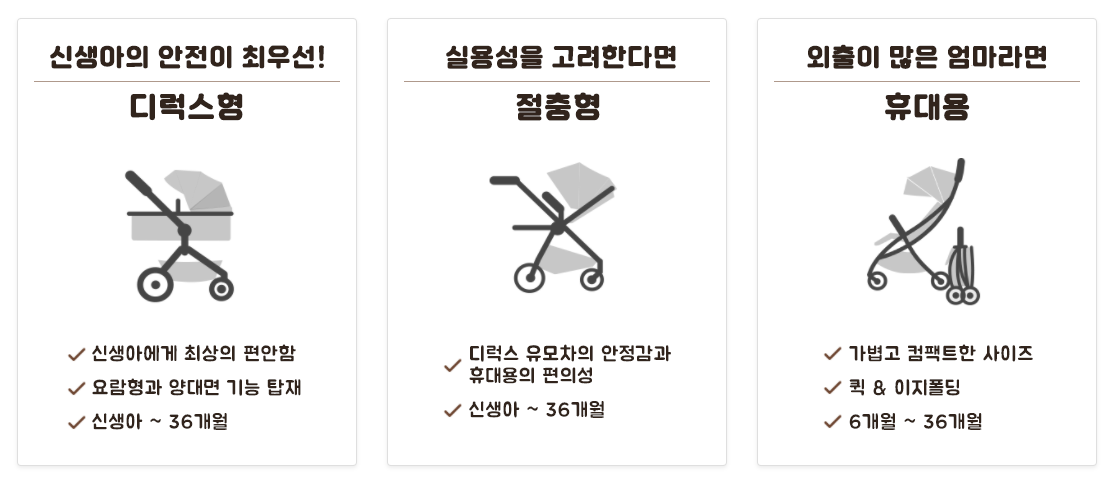 신생아의 안전이 최우선!
디럭스형
신생아에게 최상의 편안함
요람형과 양대면 기능 탑재
신생아 ~ 36개월
실용성을 고려한다면
절충형
디럭스 유모차의 안정감과
휴대용의 편의성
신생아 ~ 36개월
외출이 많은 엄마라면
휴대용
가볍고 컴팩트한 사이즈
퀵 & 이지폴딩
6개월 ~ 36개월